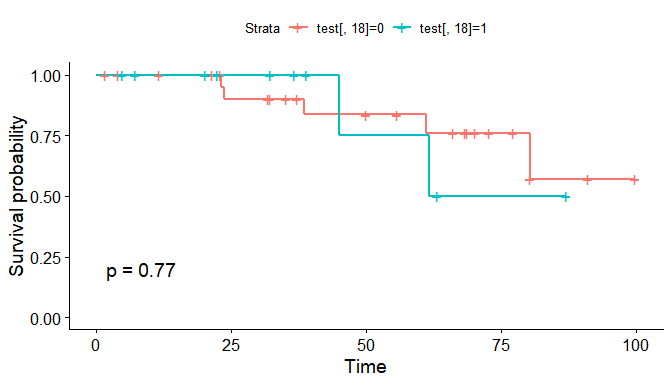 Strata test[, 18]=0 test[, 18]=1
Survival probability
1.00
0.75
0.50
0.25
0.00
p = 0.77
0 25 50 75 100
Time